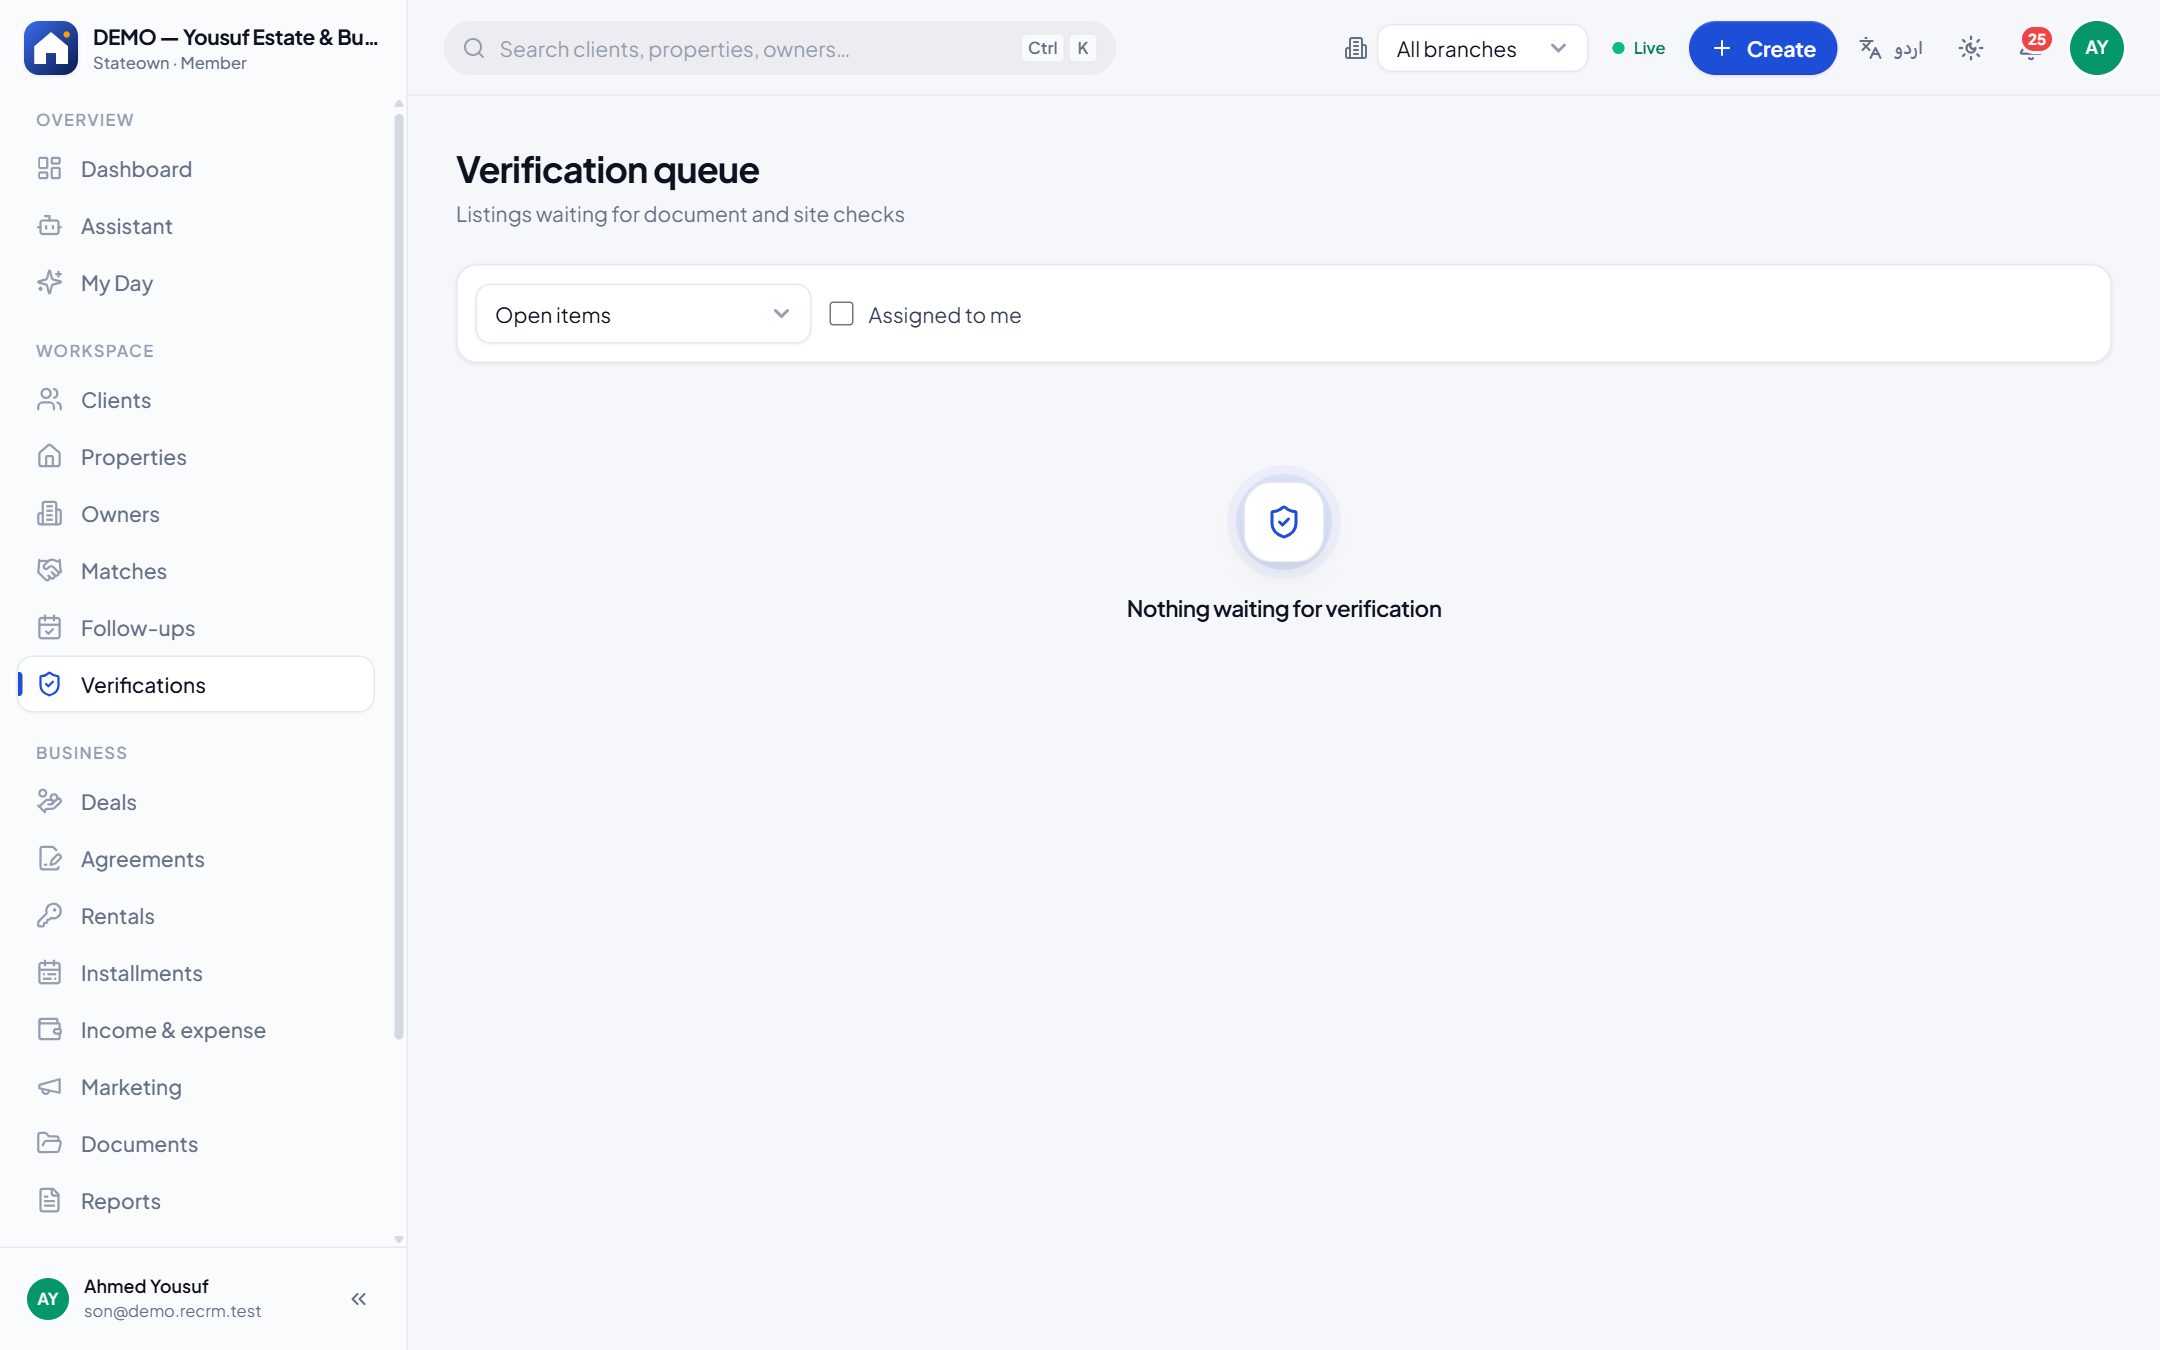 DEMO — Yousuf Estate & Bu...
Stateown · Member
OVERVIEW
Dashboard
Assistant
My Day
WORKSPACE
Clients
Properties
Owners
Matches
Follow-ups
Verifications
BUSINESS
Deals
Agreements
Rentals
Installments
Income & expense
Marketing
Documents
Reports
AY
Ahmed Yousuf
son@demo.recrm.test
Search clients, properties, owners...
Ctrl K
All branches
Live
Create
اردو
25
AY
Verification queue
Listings waiting for document and site checks
Open items
Assigned to me
Nothing waiting for verification